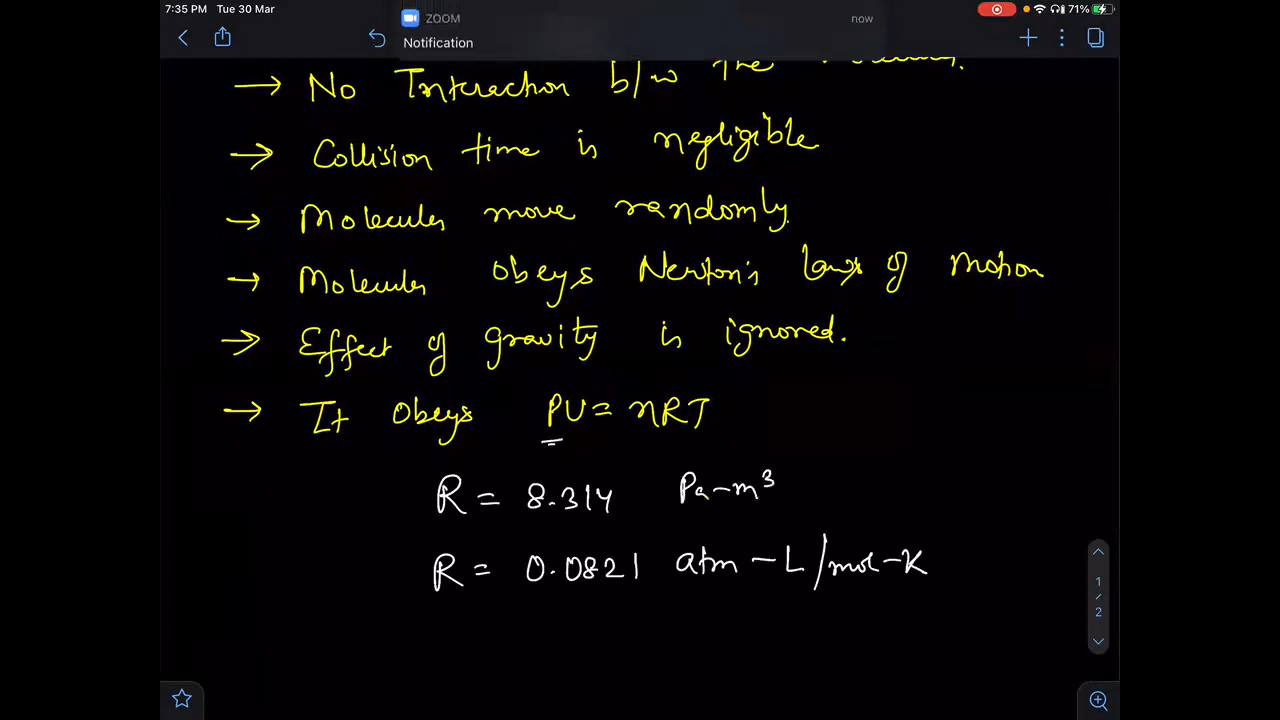 7:35 PM Tue 30 Mar
71%
ZOOM now
Notification
→ No Interaction b/w the
→ Collision time is negligible
→ Molecules move randomly.
→ Molecules obeys Newton's laws of motion
→ Effect of gravity is ignored.
→ It obeys PV = nRT
R = 8.314 Pa-m³
R = 0.0821 atm-L/mol-K
1
/
2